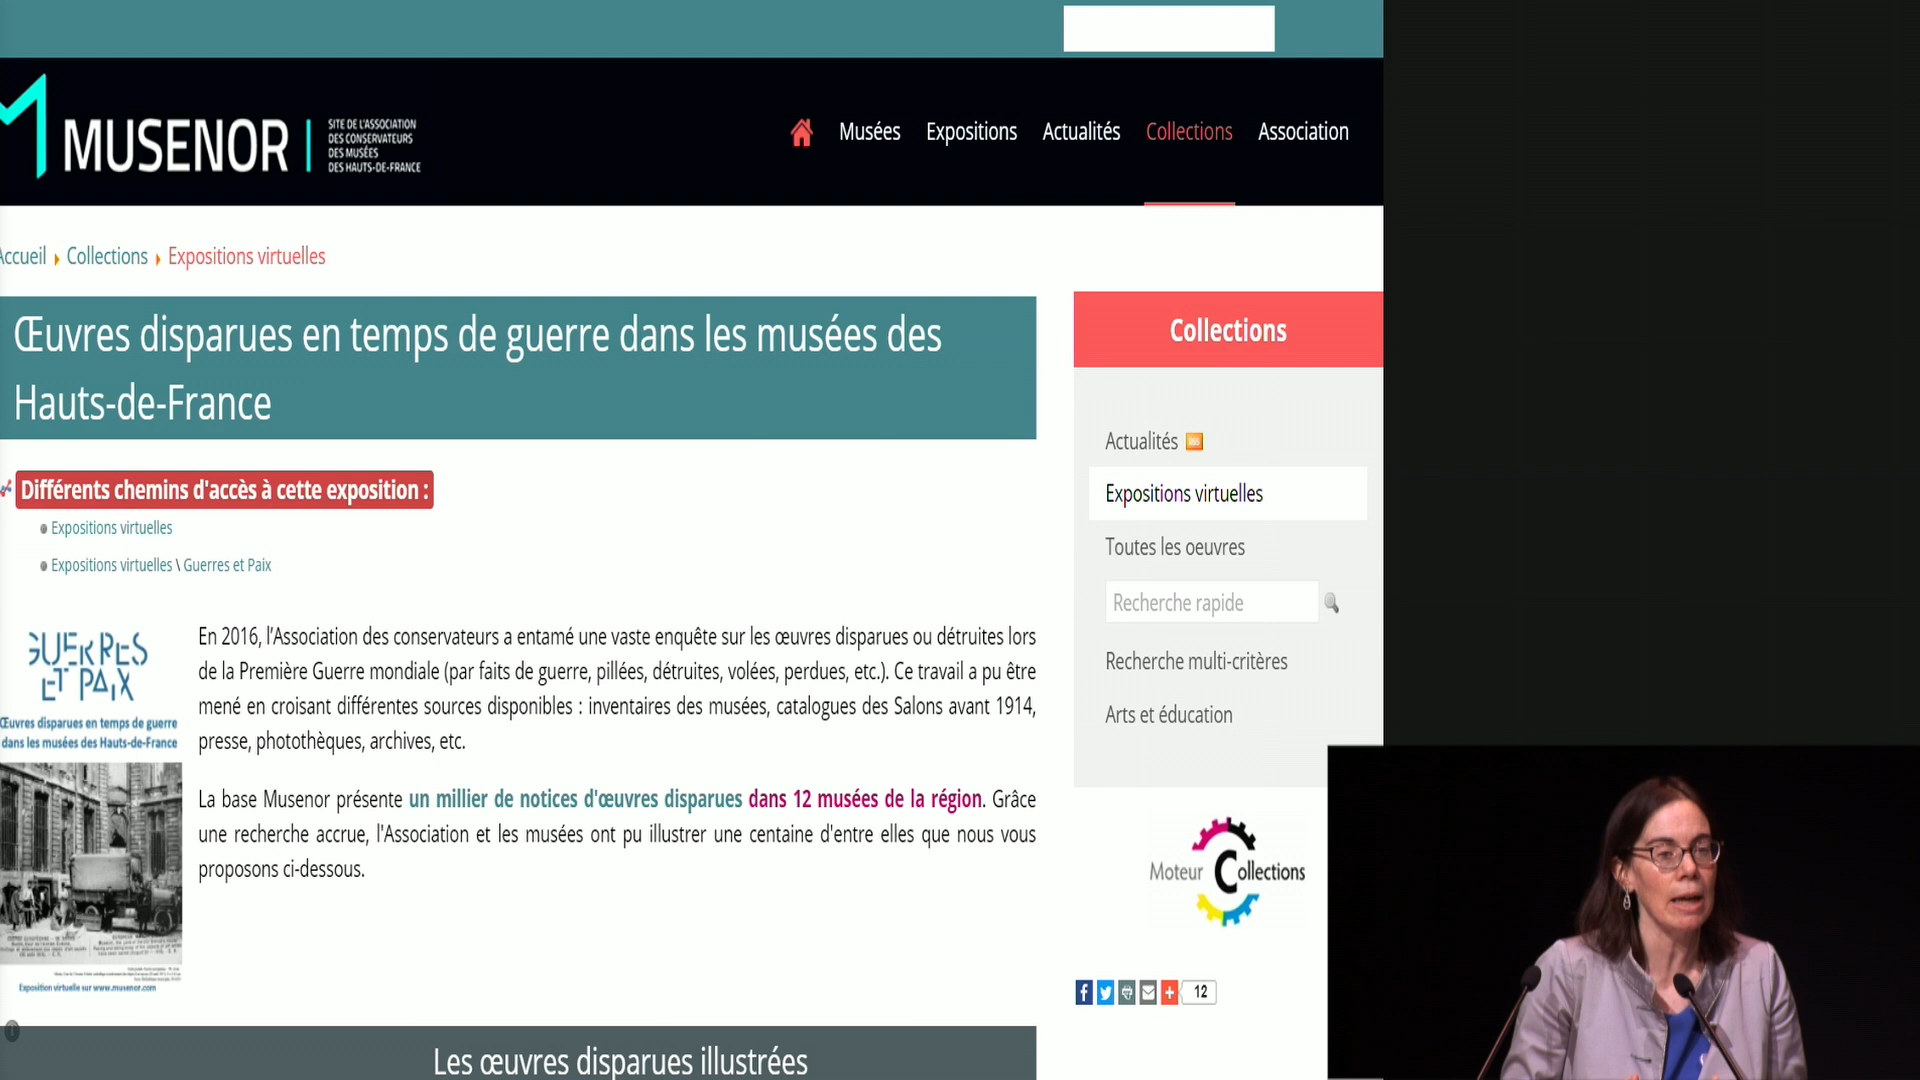 MUSENOR
SITE DE L'ASSOCIATION
DES CONSERVATEURS
DES MUSÉES
DES HAUTS-DE-FRANCE
Musées Expositions Actualités Collections Association
Accueil Collections Expositions virtuelles
Œuvres disparues en temps de guerre dans les musées des
Hauts-de-France
Différents chemins d'accès à cette exposition :
Expositions virtuelles
Expositions virtuelles \ Guerres et Paix
GUERRES
ET PAIX
Œuvres disparues en temps de guerre
dans les musées des Hauts-de-France
Exposition virtuelle sur www.musenor.com
En 2016, l'Association des conservateurs a entamé une vaste enquête sur les œuvres disparues ou détruites lors
de la Première Guerre mondiale (par faits de guerre, pillées, détruites, volées, perdues, etc.). Ce travail a pu être
mené en croisant différentes sources disponibles : inventaires des musées, catalogues des Salons avant 1914,
presse, photothèques, archives, etc.
La base Musenor présente un millier de notices d'œuvres disparues dans 12 musées de la région. Grâce
une recherche accrue, l'Association et les musées ont pu illustrer une centaine d'entre elles que nous vous
proposons ci-dessous.
Les œuvres disparues illustrées
Collections
Actualités
Expositions virtuelles
Toutes les oeuvres
Recherche rapide
Recherche multi-critères
Arts et éducation
Moteur Collections
12